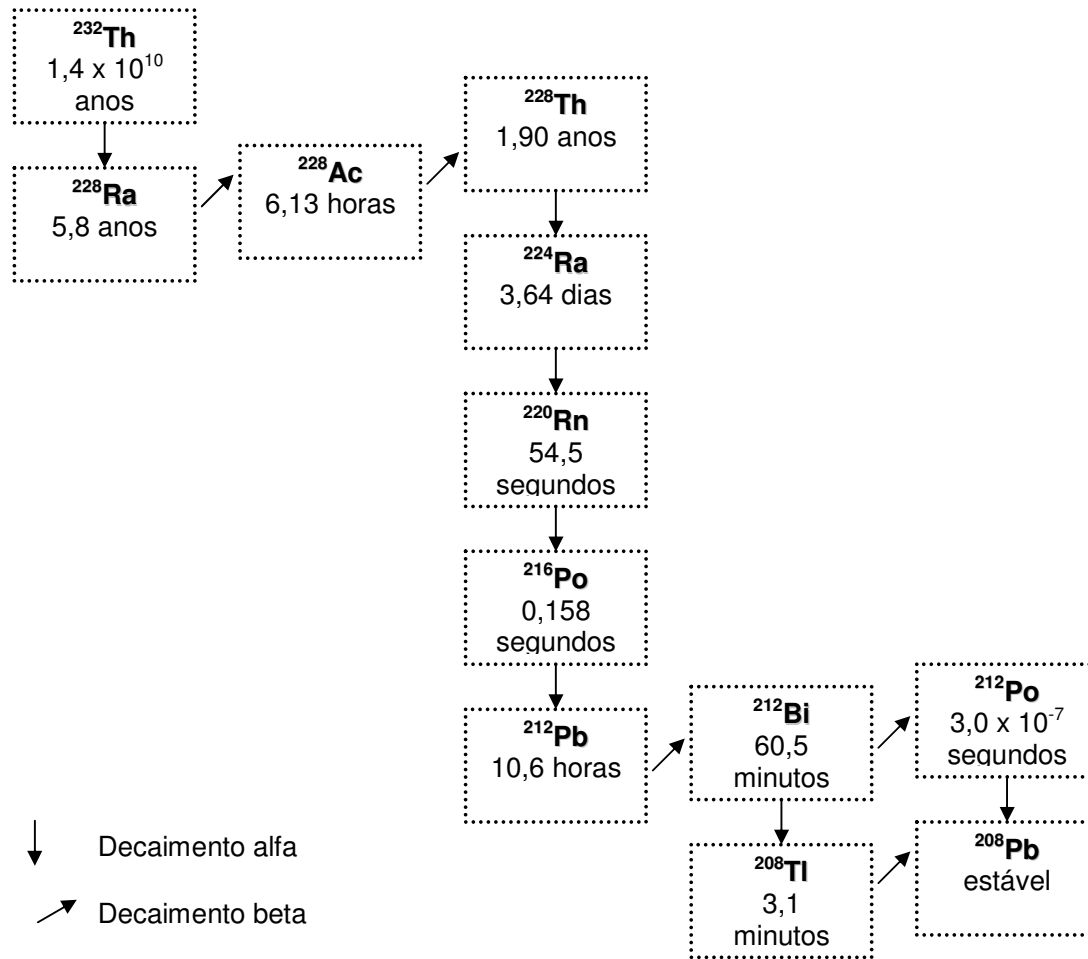 ²³²Th
1,4 x 10¹⁰
anos
²²⁸Ra
5,8 anos
²²⁸Ac
6,13 horas
²²⁸Th
1,90 anos
²²⁴Ra
3,64 dias
²²⁰Rn
54,5
segundos
²¹⁶Po
0,158
segundos
²¹²Pb
10,6 horas
²¹²Bi
60,5
minutos
²¹²Po
3,0 x 10⁻⁷
segundos
²⁰⁸Tl
3,1
minutos
²⁰⁸Pb
estável
Decaimento alfa
Decaimento beta